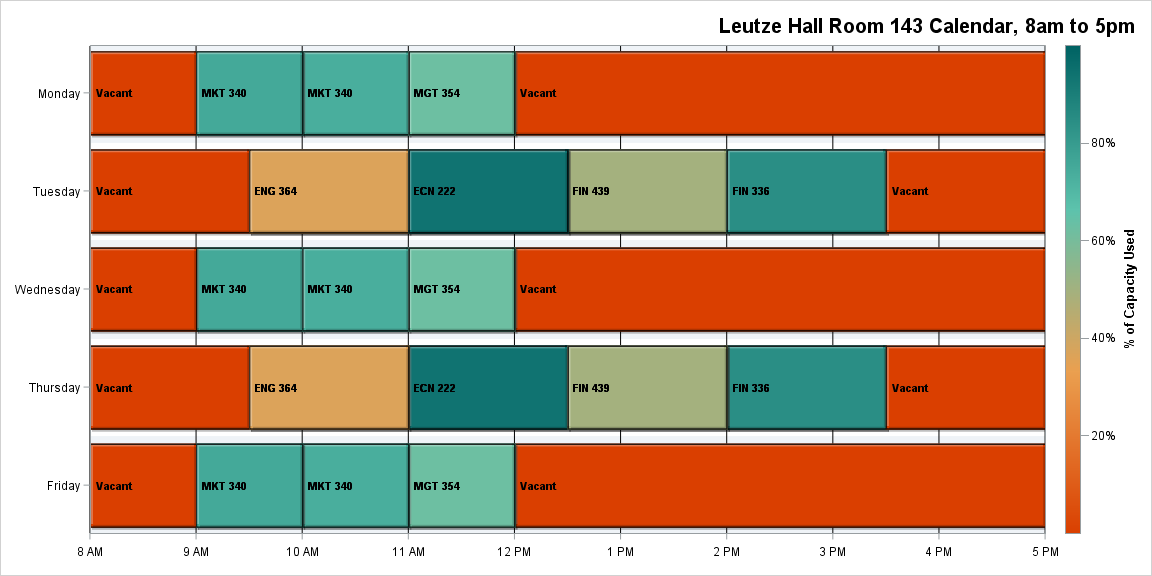 Leutze Hall Room 143 Calendar, 8am to 5pm
Monday
Vacant
MKT 340
MKT 340
MGT 354
Vacant
Tuesday
Vacant
ENG 364
ECN 222
FIN 439
FIN 336
Vacant
Wednesday
Vacant
MKT 340
MKT 340
MGT 354
Vacant
Thursday
Vacant
ENG 364
ECN 222
FIN 439
FIN 336
Vacant
Friday
Vacant
MKT 340
MKT 340
MGT 354
Vacant
8 AM
9 AM
10 AM
11 AM
12 PM
1 PM
2 PM
3 PM
4 PM
5 PM
80%
60%
40%
20%
% of Capacity Used